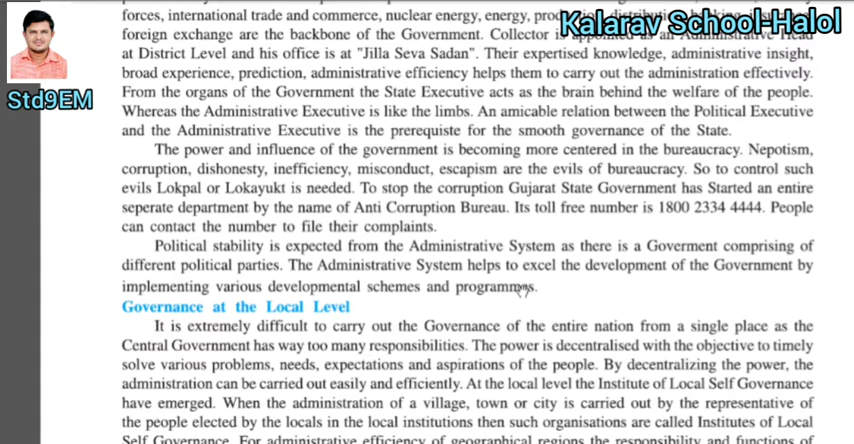 forces, international trade and commerce, nuclear energy, energy,
Kalarav School-Halol
foreign exchange are the backbone of the Government. Collector is appointed as an Administrative Head
at District Level and his office is at "Jilla Seva Sadan". Their expertised knowledge, administrative insight,
broad experience, prediction, administrative efficiency helps them to carry out the administration effectively.
Std9EM
From the organs of the Government the State Executive acts as the brain behind the welfare of the people.
Whereas the Administrative Executive is like the limbs. An amicable relation between the Political Executive
and the Administrative Executive is the prerequiste for the smooth governance of the State.
The power and influence of the government is becoming more centered in the bureaucracy. Nepotism,
corruption, dishonesty, inefficiency, misconduct, escapism are the evils of bureaucracy. So to control such
evils Lokpal or Lokayukt is needed. To stop the corruption Gujarat State Government has Started an entire
seperate department by the name of Anti Corruption Bureau. Its toll free number is 1800 2334 4444. People
can contact the number to file their complaints.
Political stability is expected from the Administrative System as there is a Goverment comprising of
different political parties. The Administrative System helps to excel the development of the Government by
implementing various developmental schemes and programmes.
Governance at the Local Level
It is extremely difficult to carry out the Governance of the entire nation from a single place as the
Central Government has way too many responsibilities. The power is decentralised with the objective to timely
solve various problems, needs, expectations and aspirations of the people. By decentralizing the power, the
administration can be carried out easily and efficiently. At the local level the Institute of Local Self Governance
have emerged. When the administration of a village, town or city is carried out by the representative of
the people elected by the locals in the local institutions then such organisations are called Institutes of Local
Self Governance. For administrative efficiency of geographical regions the responsibility and functions of